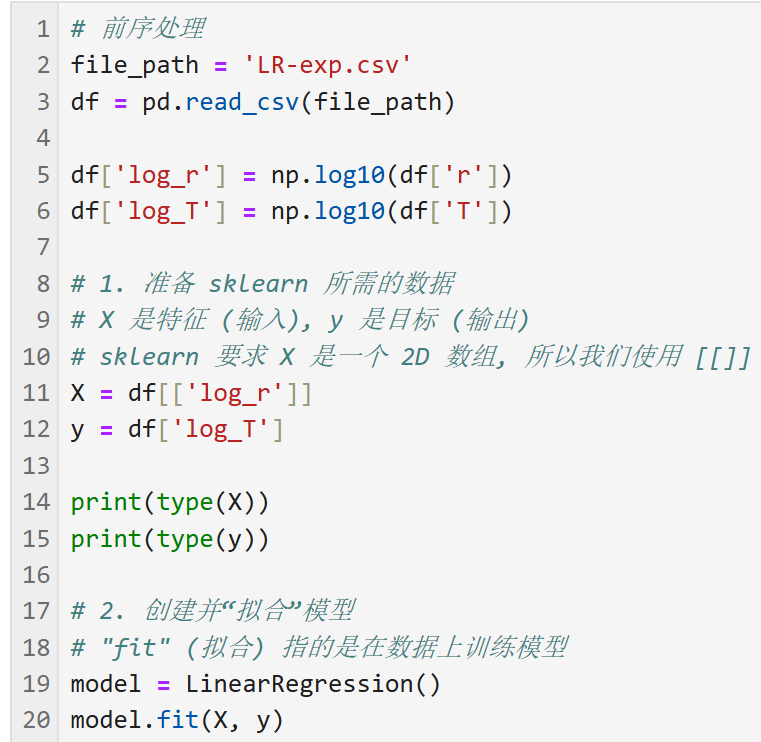 1 # 前序处理
2 file_path = 'LR-exp.csv'
3 df = pd.read_csv(file_path)
4
5 df['log_r'] = np.log10(df['r'])
6 df['log_T'] = np.log10(df['T'])
7
8 # 1. 准备 sklearn 所需的数据
9 # X 是特征 (输入), y 是目标 (输出)
10 # sklearn 要求 X 是一个 2D 数组, 所以我们使用 [[]]
11 X = df[['log_r']]
12 y = df['log_T']
13
14 print(type(X))
15 print(type(y))
16
17 # 2. 创建并“拟合”模型
18 # "fit" (拟合) 指的是在数据上训练模型
19 model = LinearRegression()
20 model.fit(X, y)